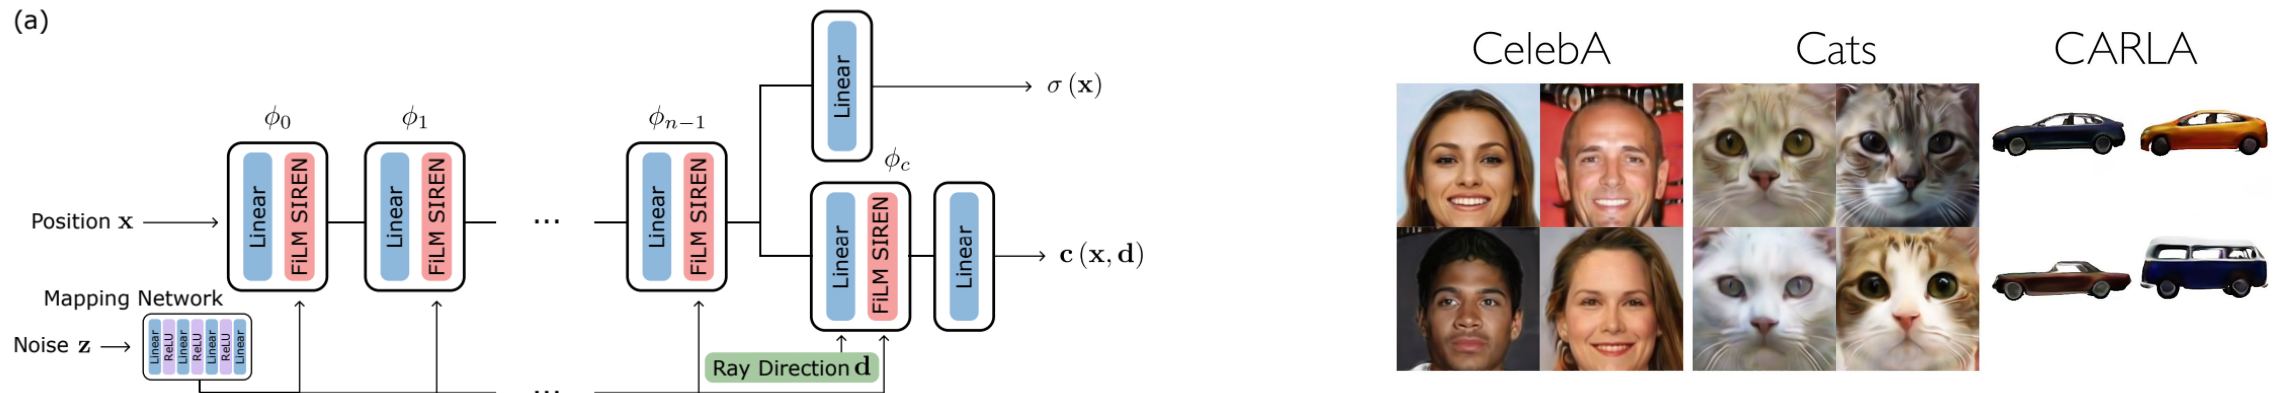 (a)
Linear
σ (x)
ϕ0
ϕ1
ϕn−1
ϕc
Linear
FiLM SIREN
Linear
FiLM SIREN
Linear
FiLM SIREN
Linear
FiLM SIREN
Linear
Position x
...
c (x, d)
Mapping Network
Noise z
Linear
ReLU
Linear
ReLU
Linear
ReLU
Linear
Ray Direction d
...
CelebA
Cats
CARLA